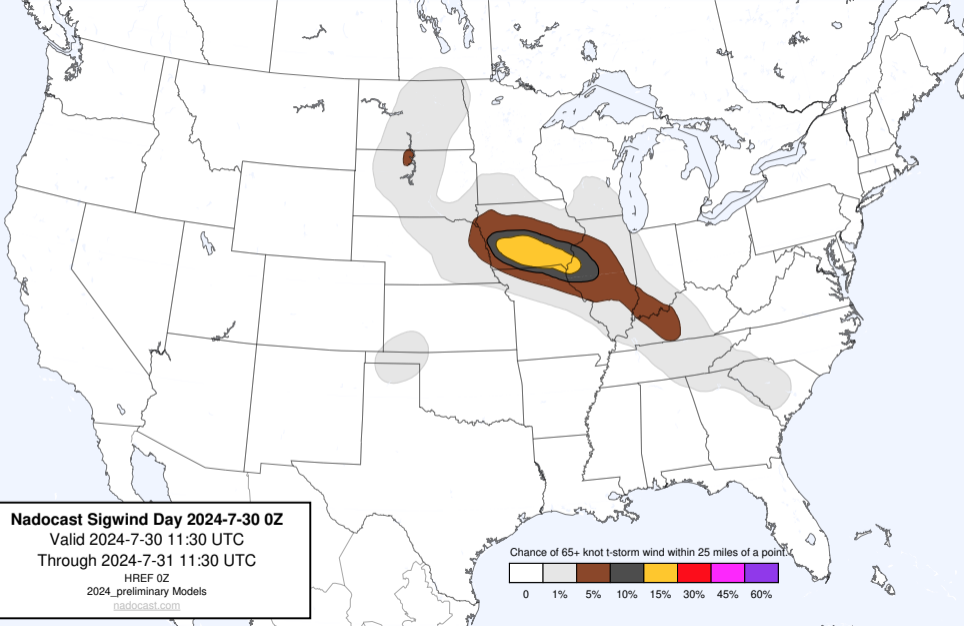 Nadocast Sigwind Day 2024-7-30 0Z
Valid 2024-7-30 11:30 UTC
Through 2024-7-31 11:30 UTC
HREF 0Z
2024_preliminary Models
nadocast.com
Chance of 65+ knot t-storm wind within 25 miles of a point.
0 1% 5% 10% 15% 30% 45% 60%